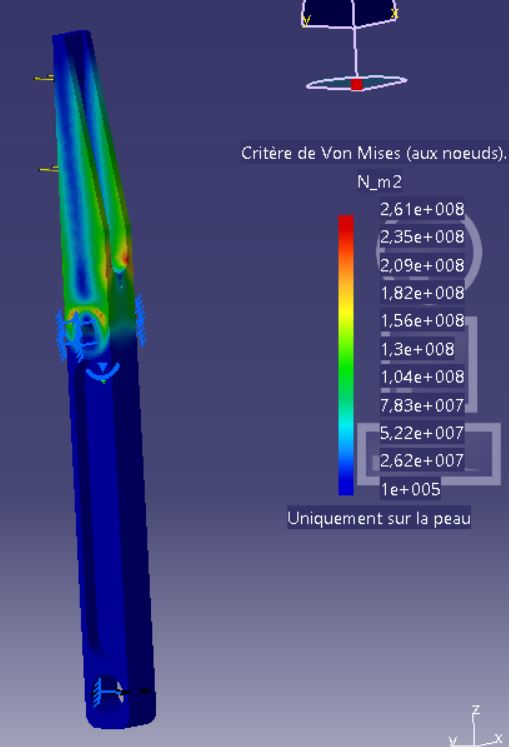 y
x
Critère de Von Mises (aux noeuds).
N_m2
2,61e+008
2,35e+008
2,09e+008
1,82e+008
1,56e+008
1,3e+008
1,04e+008
7,83e+007
5,22e+007
2,62e+007
1e+005
Uniquement sur la peau
z
y
x